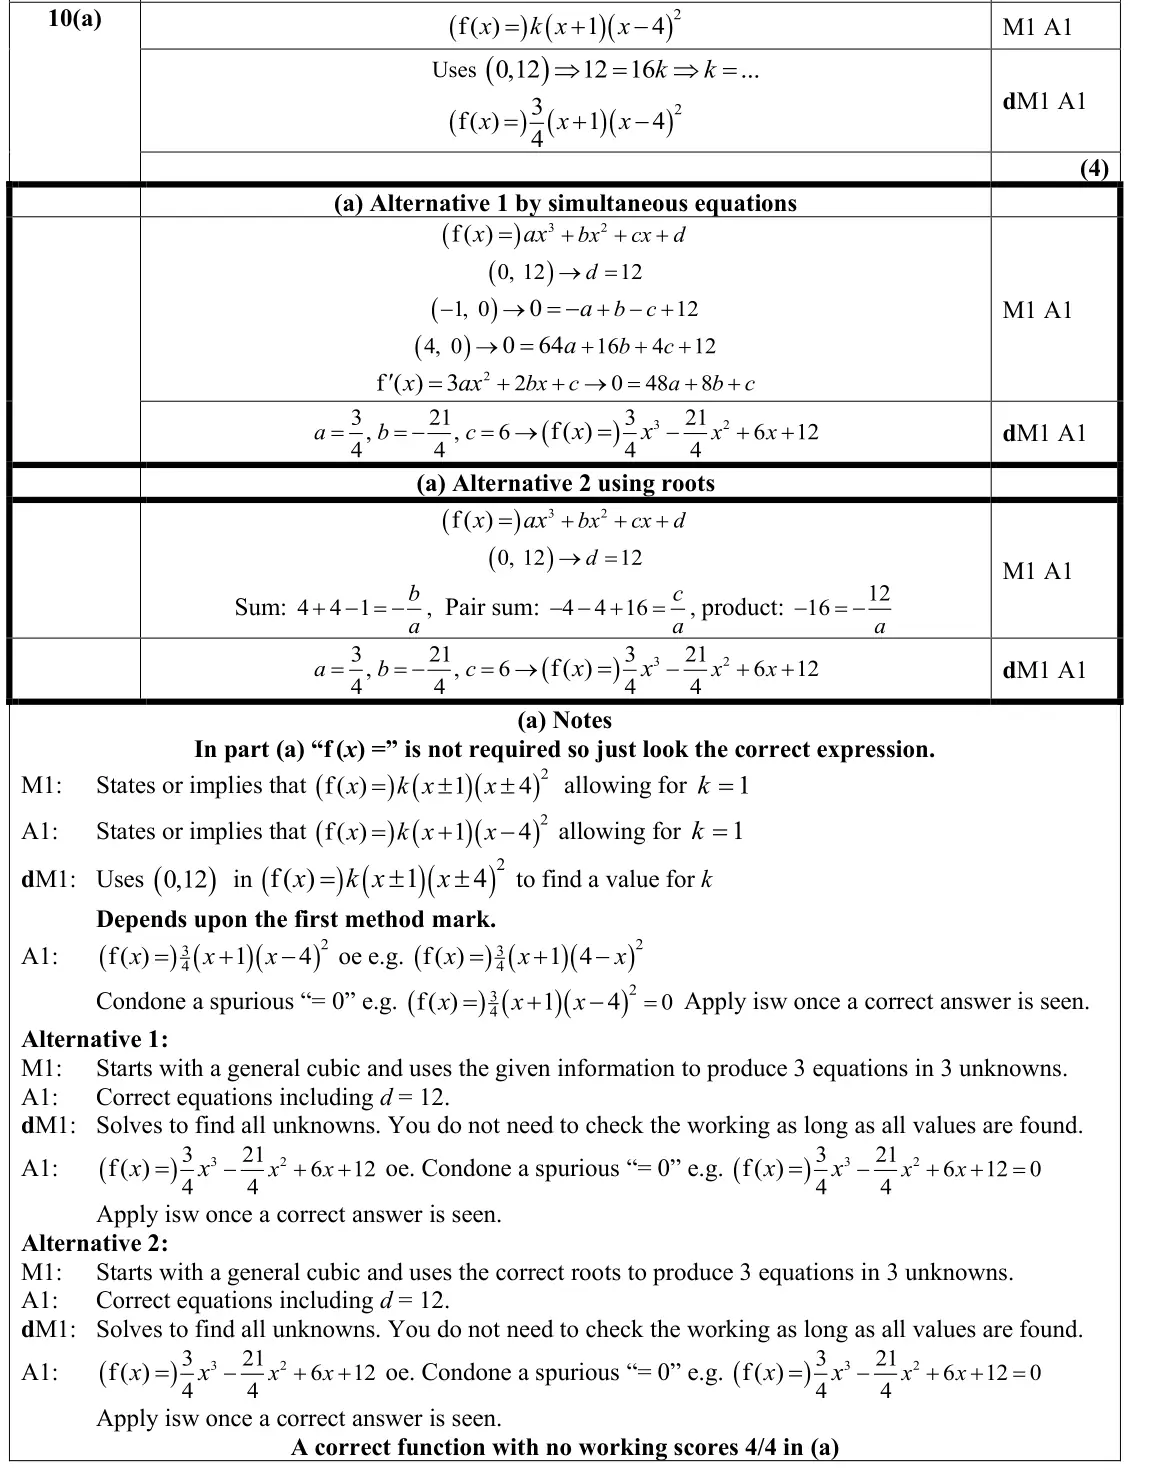 10(a) (f(x) =)k(x+1)(x−4)² M1 A1
Uses (0,12)⇒12=16k⇒k=...
(f(x) =)3/4(x+1)(x−4)² dM1 A1
(4)
(a) Alternative 1 by simultaneous equations
(f(x) =)ax³+bx²+cx+d
(0, 12)→d=12
(−1, 0)→0=−a+b−c+12 M1 A1
(4, 0)→0=64a+16b+4c+12
f′(x)=3ax²+2bx+c→0=48a+8b+c
a=3/4, b=−21/4, c=6→(f(x) =)3/4x³−21/4x²+6x+12 dM1 A1
(a) Alternative 2 using roots
(f(x) =)ax³+bx²+cx+d
(0, 12)→d=12 M1 A1
Sum: 4+4−1=−b/a, Pair sum: −4−4+16=c/a, product: −16=−12/a
a=3/4, b=−21/4, c=6→(f(x) =)3/4x³−21/4x²+6x+12 dM1 A1
(a) Notes
In part (a) “f(x) =” is not required so just look the correct expression.
M1: States or implies that (f(x)=)k(x±1)(x±4)² allowing for k=1
A1: States or implies that (f(x)=)k(x+1)(x−4)² allowing for k=1
dM1: Uses (0,12) in (f(x)=)k(x±1)(x±4)² to find a value for k
Depends upon the first method mark.
A1: (f(x)=)3/4(x+1)(x−4)² oe e.g. (f(x)=)3/4(x+1)(4−x)²
Condone a spurious “= 0” e.g. (f(x)=)3/4(x+1)(x−4)²=0 Apply isw once a correct answer is seen.
Alternative 1:
M1: Starts with a general cubic and uses the given information to produce 3 equations in 3 unknowns.
A1: Correct equations including d = 12.
dM1: Solves to find all unknowns. You do not need to check the working as long as all values are found.
A1: (f(x)=)3/4x³−21/4x²+6x+12 oe. Condone a spurious “= 0” e.g. (f(x)=)3/4x³−21/4x²+6x+12=0
Apply isw once a correct answer is seen.
Alternative 2:
M1: Starts with a general cubic and uses the correct roots to produce 3 equations in 3 unknowns.
A1: Correct equations including d = 12.
dM1: Solves to find all unknowns. You do not need to check the working as long as all values are found.
A1: (f(x)=)3/4x³−21/4x²+6x+12 oe. Condone a spurious “= 0” e.g. (f(x)=)3/4x³−21/4x²+6x+12=0
Apply isw once a correct answer is seen.
A correct function with no working scores 4/4 in (a)